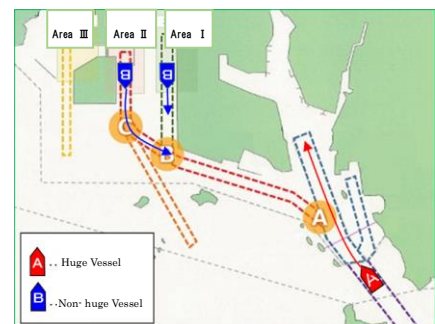 Area Ⅲ Area Ⅱ Area Ⅰ
B B
C
B
A
A
A .. Huge Vessel
B ..Non- huge Vessel